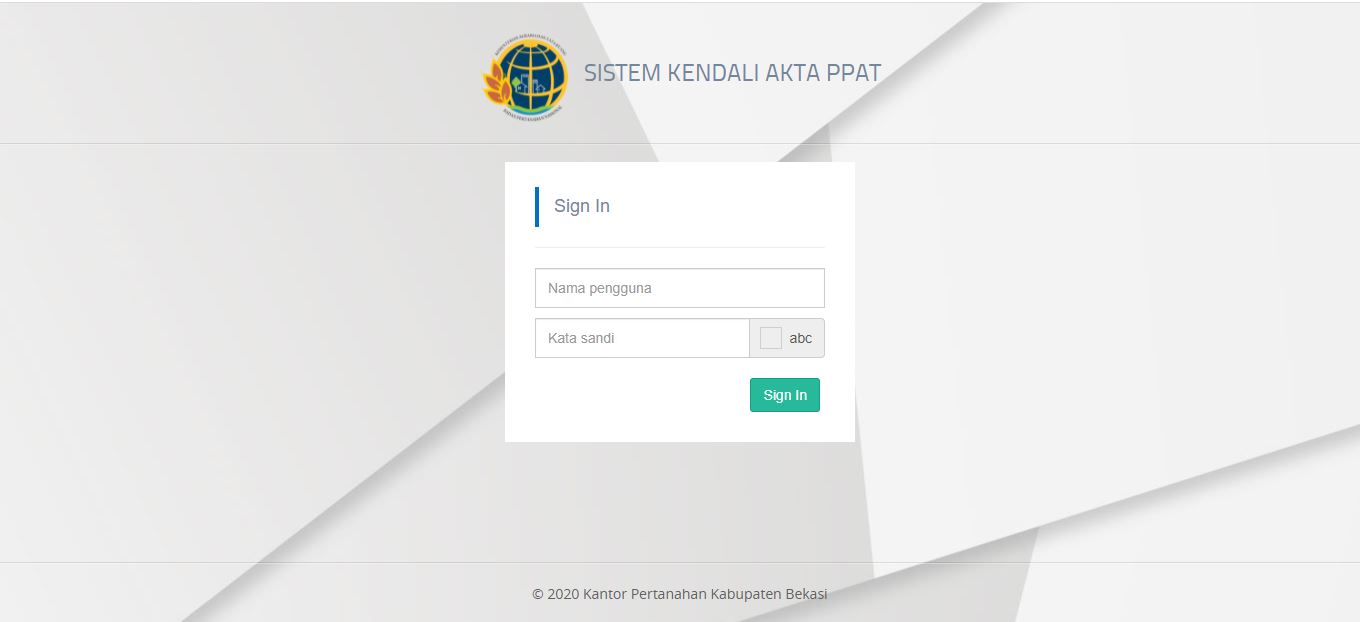 SISTEM KENDALI AKTA PPAT
Sign In
Nama pengguna
Kata sandi
abc
Sign In
© 2020 Kantor Pertanahan Kabupaten Bekasi